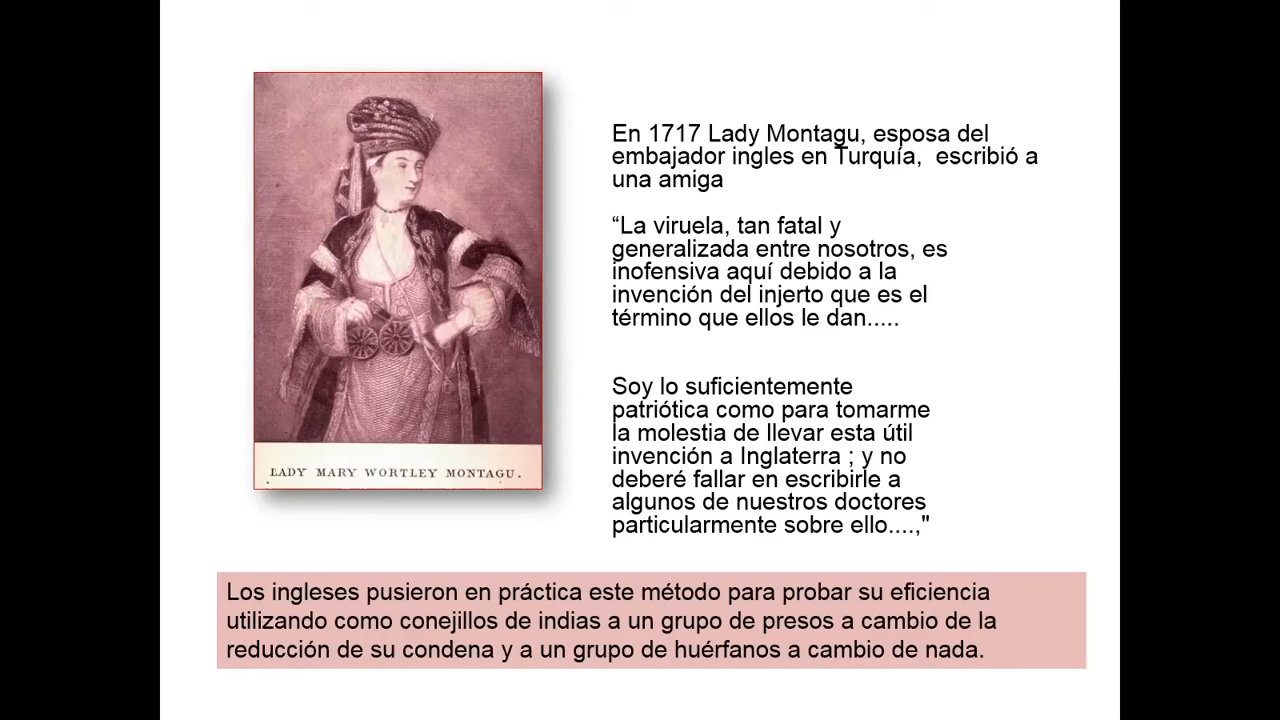 En 1717 Lady Montagu, esposa del
embajador ingles en Turquía,  escribió a
una amiga
“La viruela, tan fatal y
generalizada entre nosotros, es
inofensiva aquí debido a la
invención del injerto que es el
término que ellos le dan.....
Soy lo suficientemente
patriótica como para tomarme
la molestia de llevar esta útil
invención a Inglaterra ; y no
deberé fallar en escribirle a
algunos de nuestros doctores
particularmente sobre ello....,"
LADY MARY WORTLEY MONTAGU.
Los ingleses pusieron en práctica este método para probar su eficiencia
utilizando como conejillos de indias a un grupo de presos a cambio de la
reducción de su condena y a un grupo de huérfanos a cambio de nada.